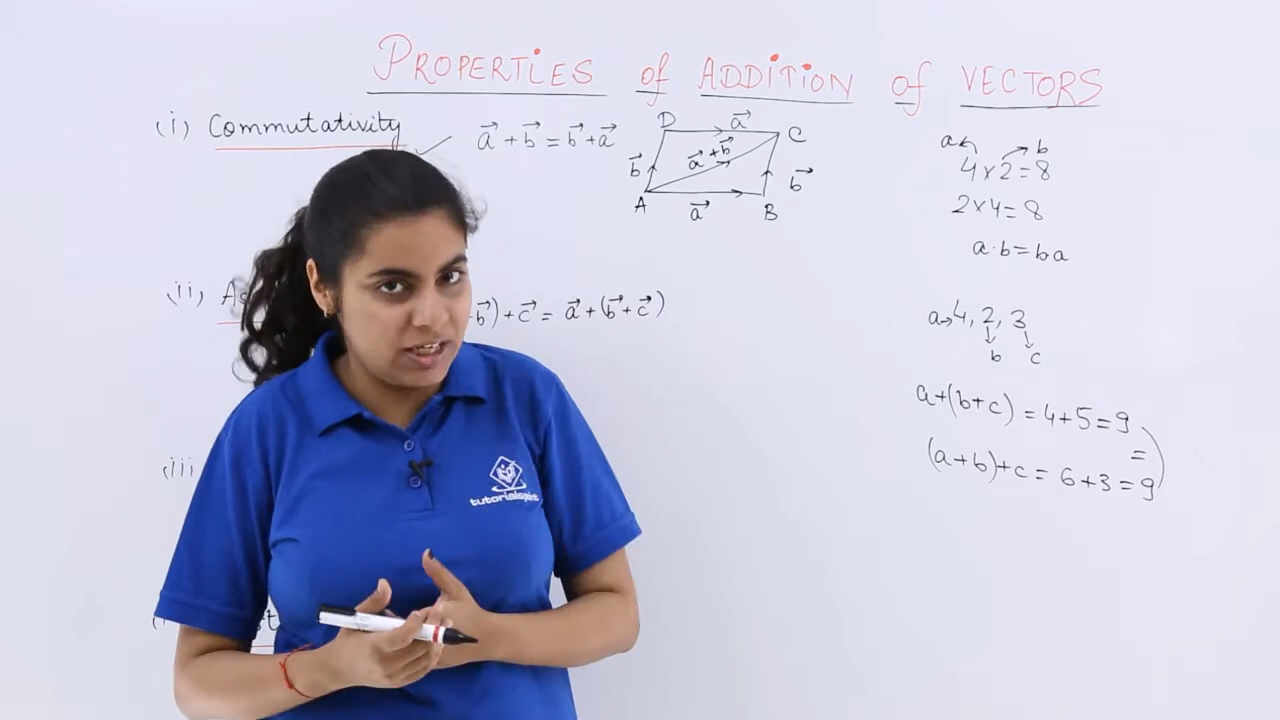 PROPERTIES of ADDITION of VECTORS
(i) Commutativity a⃗ + b⃗ = b⃗ + a⃗
D a⃗ C
b⃗ a⃗ + b⃗ b⃗
A a⃗ B
a b
4 × 2 = 8
2 × 4 = 8
a·b = ba
(ii) b⃗) + c⃗ = a⃗ + (b⃗ + c⃗)
a→ 4, 2, 3
b c
a+(b+c) = 4+5 = 9
=
(a+b)+c = 6+3 = 9
(iii
tutorialspoint